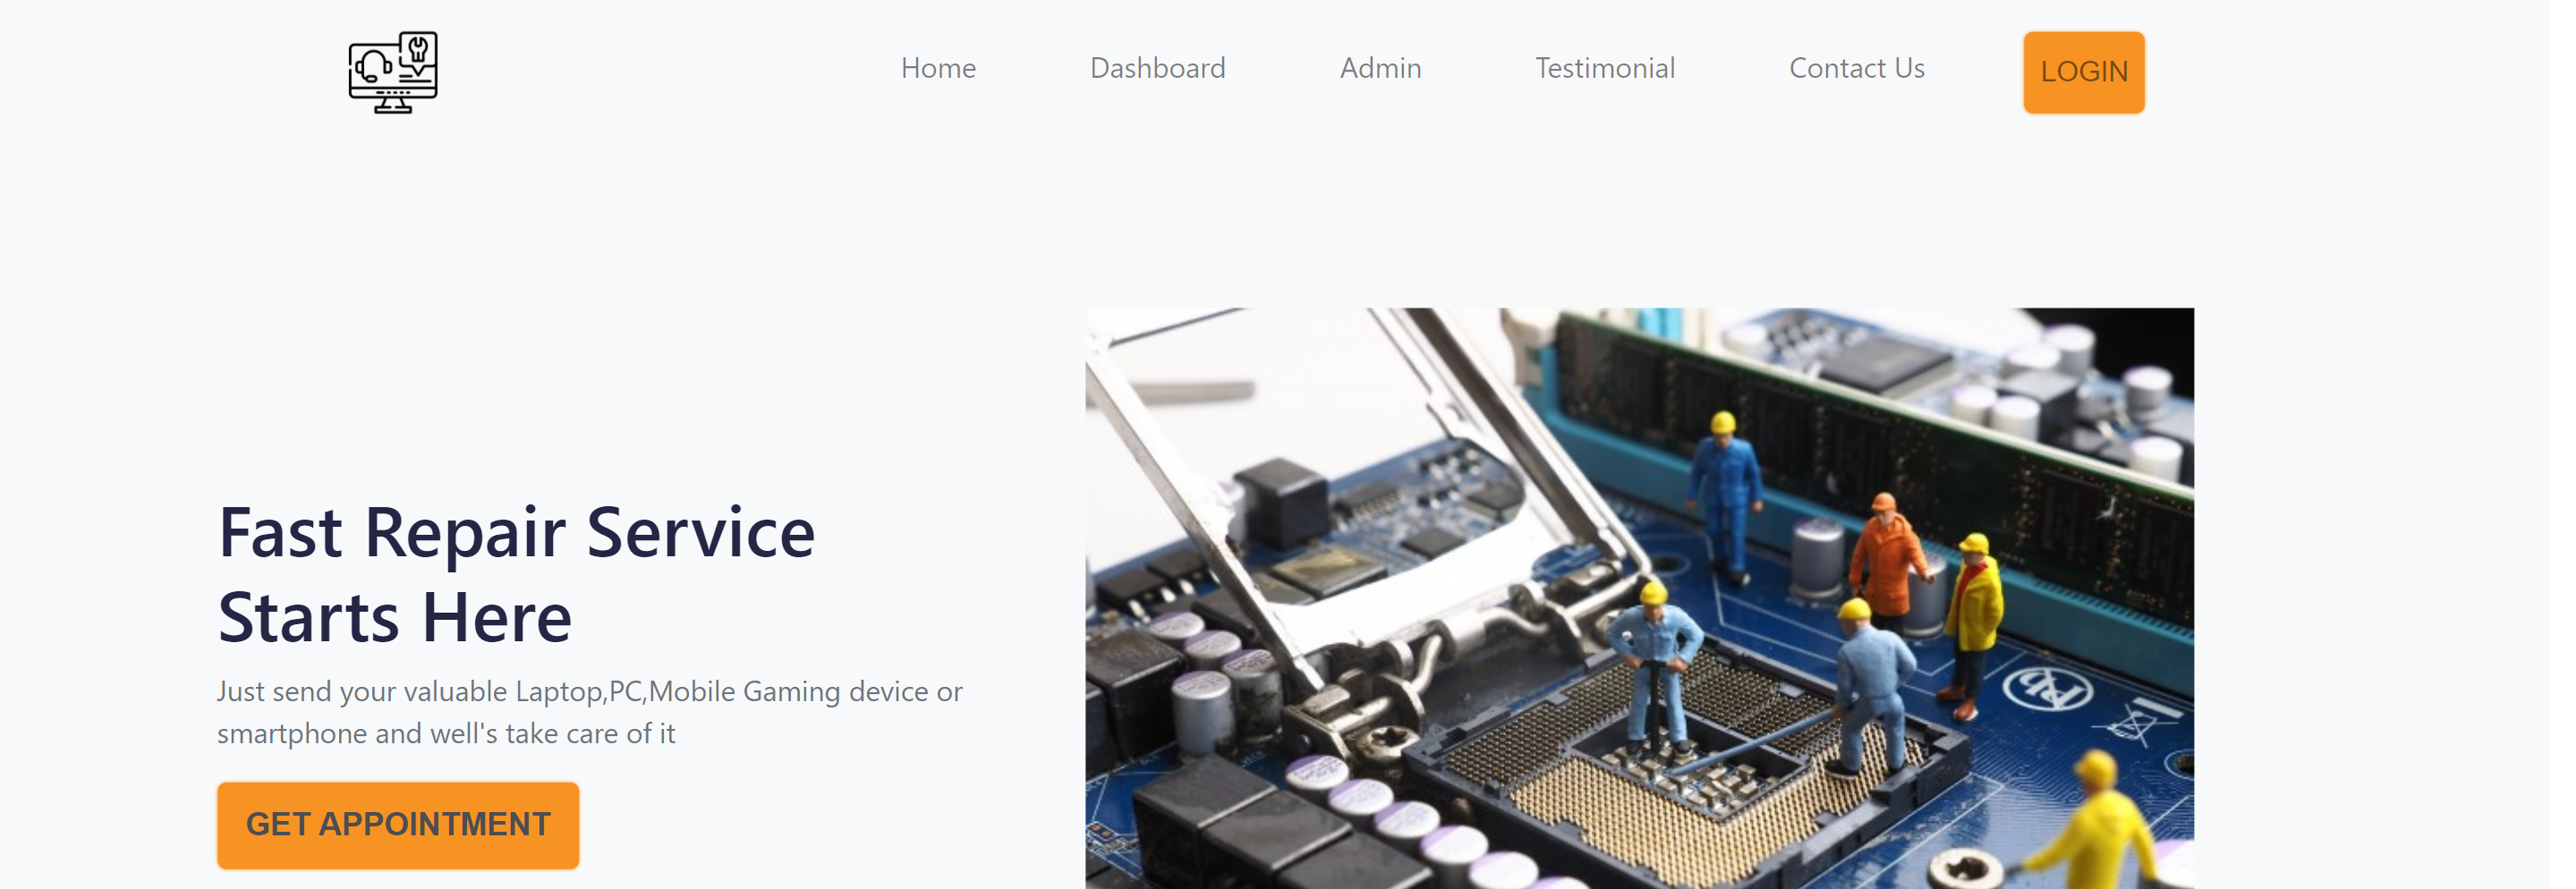 Home Dashboard Admin Testimonial Contact Us LOGIN
Fast Repair Service
Starts Here
Just send your valuable Laptop,PC,Mobile Gaming device or
smartphone and well's take care of it
GET APPOINTMENT